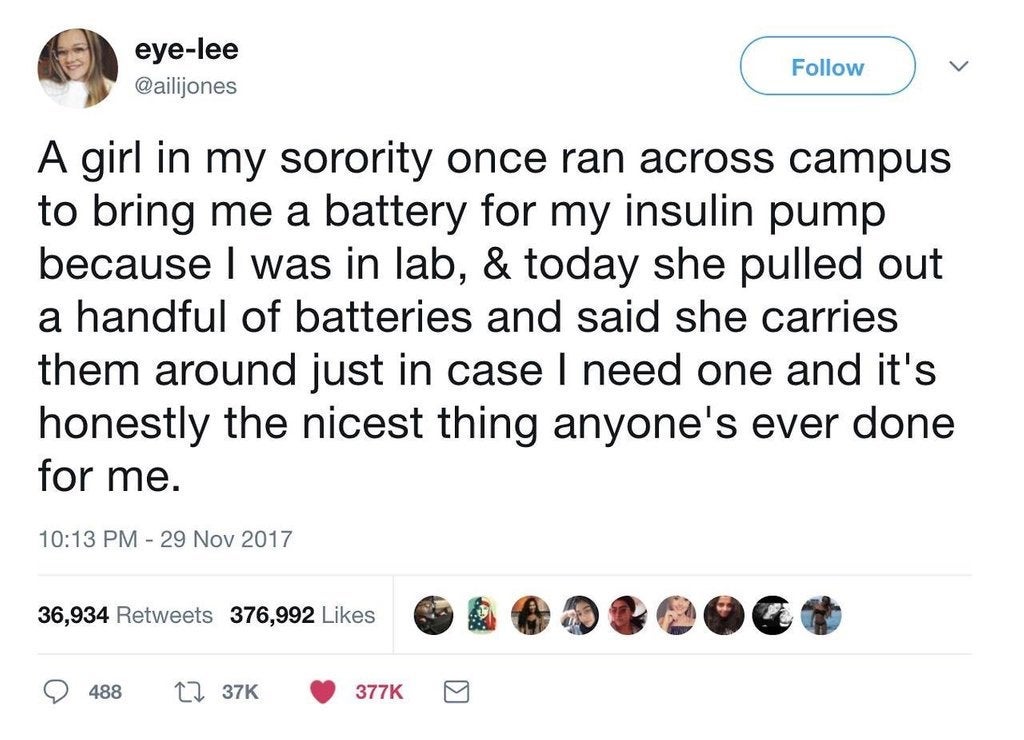 eye-lee
@ailijones
Follow
A girl in my sorority once ran across campus
to bring me a battery for my insulin pump
because I was in lab, & today she pulled out
a handful of batteries and said she carries
them around just in case I need one and it's
honestly the nicest thing anyone's ever done
for me.
10:13 PM - 29 Nov 2017
36,934 Retweets 376,992 Likes
488 37K 377K